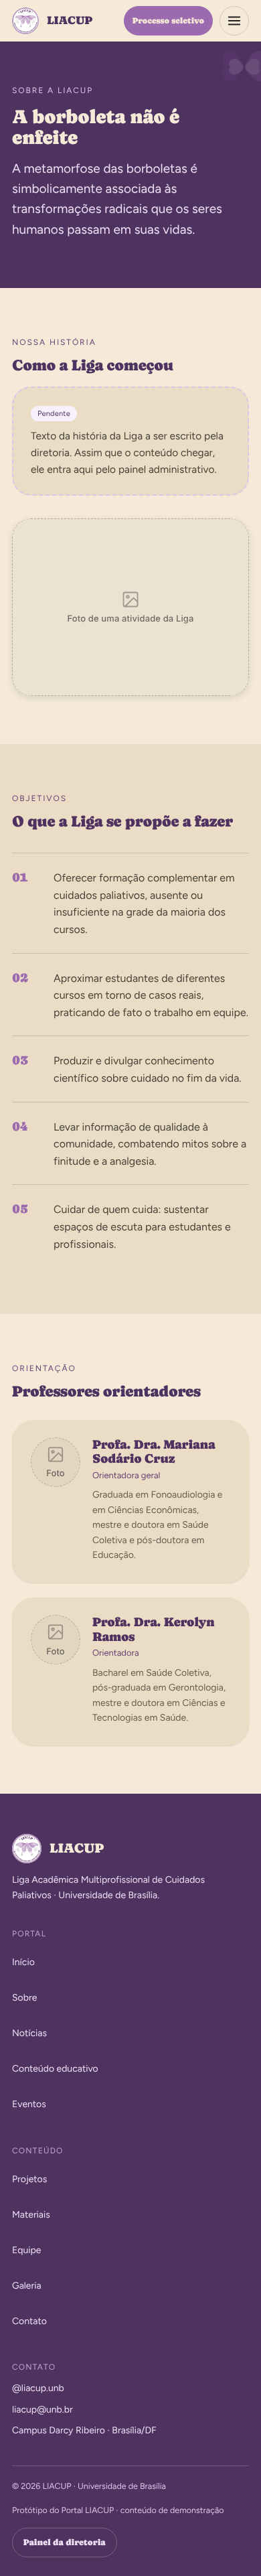 LIACUP
Processo seletivo
SOBRE A LIACUP
A borboleta não é
enfeite
A metamorfose das borboletas é
simbolicamente associada às
transformações radicais que os seres
humanos passam em suas vidas.
NOSSA HISTÓRIA
Como a Liga começou
Pendente
Texto da história da Liga a ser escrito pela
diretoria. Assim que o conteúdo chegar,
ele entra aqui pelo painel administrativo.
Foto de uma atividade da Liga
OBJETIVOS
O que a Liga se propõe a fazer
01
Oferecer formação complementar em
cuidados paliativos, ausente ou
insuficiente na grade da maioria dos
cursos.
02
Aproximar estudantes de diferentes
cursos em torno de casos reais,
praticando de fato o trabalho em equipe.
03
Produzir e divulgar conhecimento
científico sobre cuidado no fim da vida.
04
Levar informação de qualidade à
comunidade, combatendo mitos sobre a
finitude e a analgesia.
05
Cuidar de quem cuida: sustentar
espaços de escuta para estudantes e
profissionais.
ORIENTAÇÃO
Professores orientadores
Foto
Profa. Dra. Mariana
Sodário Cruz
Orientadora geral
Graduada em Fonoaudiologia e
em Ciências Econômicas,
mestre e doutora em Saúde
Coletiva e pós-doutora em
Educação.
Foto
Profa. Dra. Kerolyn
Ramos
Orientadora
Bacharel em Saúde Coletiva,
pós-graduada em Gerontologia,
mestre e doutora em Ciências e
Tecnologias em Saúde.
LIACUP
Liga Acadêmica Multiprofissional de Cuidados
Paliativos · Universidade de Brasília.
PORTAL
Início
Sobre
Notícias
Conteúdo educativo
Eventos
CONTEÚDO
Projetos
Materiais
Equipe
Galeria
Contato
CONTATO
@liacup.unb
liacup@unb.br
Campus Darcy Ribeiro · Brasília/DF
© 2026 LIACUP · Universidade de Brasília
Protótipo do Portal LIACUP · conteúdo de demonstração
Painel da diretoria